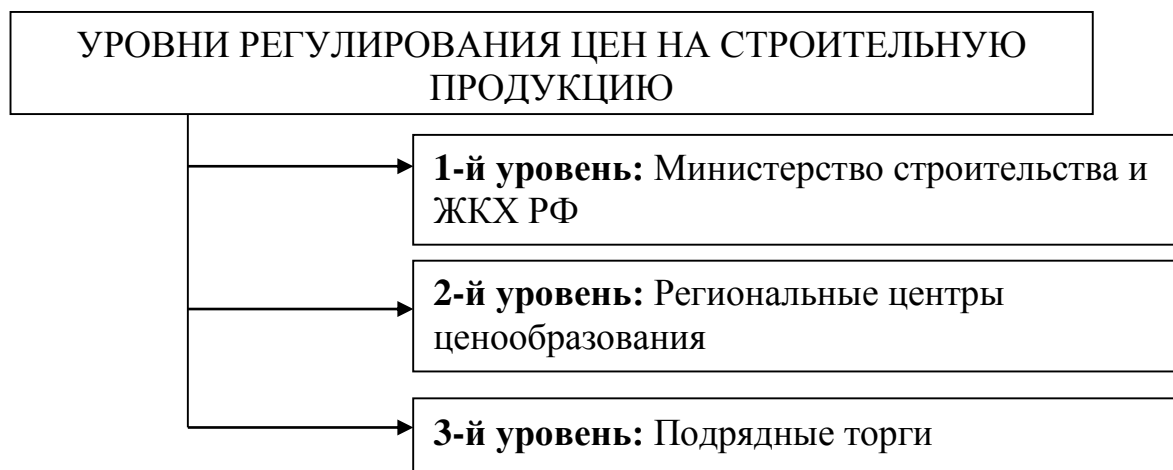 УРОВНИ РЕГУЛИРОВАНИЯ ЦЕН НА СТРОИТЕЛЬНУЮ
ПРОДУКЦИЮ
1-й уровень: Министерство строительства и
ЖКХ РФ
2-й уровень: Региональные центры
ценообразования
3-й уровень: Подрядные торги